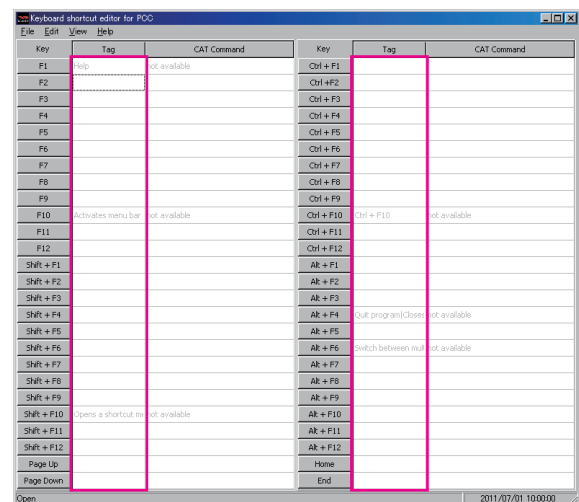 Keyboard shortcut editor for PCC
File Edit View Help
Key Tag CAT Command Key Tag CAT Command
F1 Help not available Ctrl + F1
F2 Ctrl +F2
F3 Ctrl + F3
F4 Ctrl + F4
F5 Ctrl + F5
F6 Ctrl + F6
F7 Ctrl + F7
F8 Ctrl + F8
F9 Ctrl + F9
F10 Activates menu bar not available Ctrl + F10 Ctrl + F10 not available
F11 Ctrl + F11
F12 Ctrl + F12
Shift + F1 Alt + F1
Shift + F2 Alt + F2
Shift + F3 Alt + F3
Shift + F4 Alt + F4 Quit program|Closes not available
Shift + F5 Alt + F5
Shift + F6 Alt + F6 Switch between mul not available
Shift + F7 Alt + F7
Shift + F8 Alt + F8
Shift + F9 Alt + F9
Shift + F10 Opens a shortcut me not available Alt + F10
Shift + F11 Alt + F11
Shift + F12 Alt + F12
Page Up Home
Page Down End
Open 2011/07/01 10:00:00